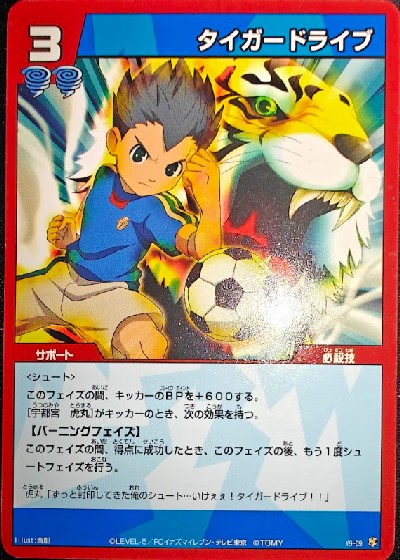 3
タイガードライブ
サポート
必殺技
<シュート>
このフェイズの間、キッカーのBPを+600する。
[宇都宮 虎丸]がキッカーのとき、次の効果を持つ。
【バーニングフェイズ】
このフェイズの間、得点に成功したとき、このフェイズの後、もう1度シュートフェイズを行う。
虎丸「ずっと封印してきた俺のシュート…いけぇぇ!タイガードライブ!!」
©LEVEL-5/FCイナズマイレブン・テレビ東京 ©TOMY